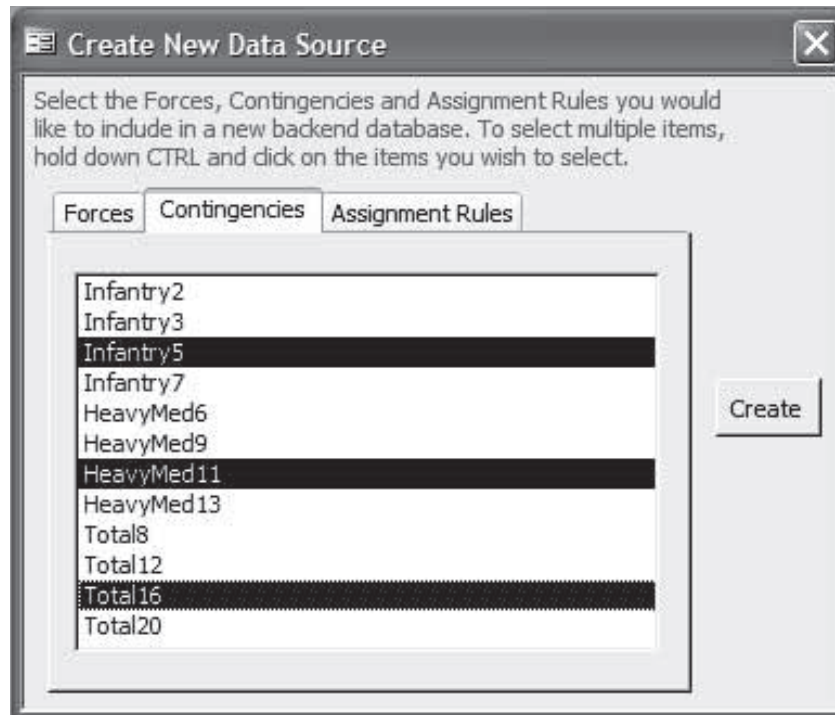 Create New Data Source
Select the Forces, Contingencies and Assignment Rules you would
like to include in a new backend database. To select multiple items,
hold down CTRL and click on the items you wish to select.
Forces Contingencies Assignment Rules
Infantry2
Infantry3
Infantry5
Infantry7
HeavyMed6
HeavyMed9
HeavyMed11
HeavyMed13
Total8
Total12
Total16
Total20
Create